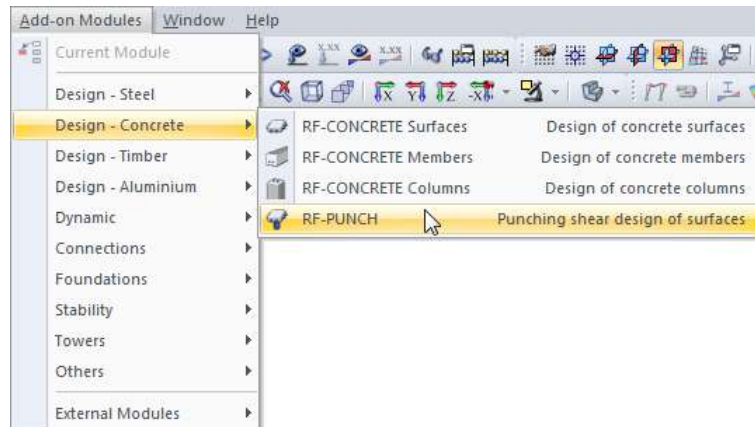 Add-on Modules Window Help
Current Module
Design - Steel
Design - Concrete
Design - Timber
Design - Aluminium
Dynamic
Connections
Foundations
Stability
Towers
Others
External Modules
RF-CONCRETE Surfaces Design of concrete surfaces
RF-CONCRETE Members Design of concrete members
RF-CONCRETE Columns Design of concrete columns
RF-PUNCH Punching shear design of surfaces